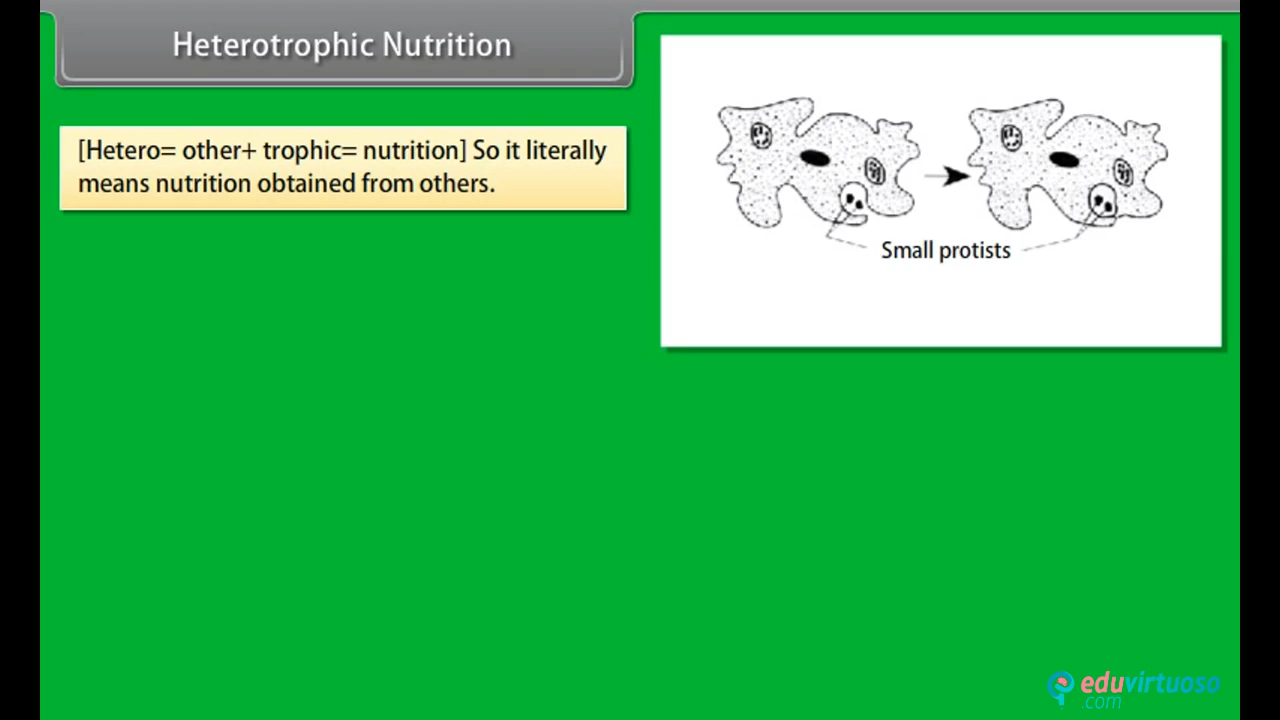 Heterotrophic Nutrition
[Hetero= other+ trophic= nutrition] So it literally
means nutrition obtained from others.
Small protists
eduvirtuoso
.com